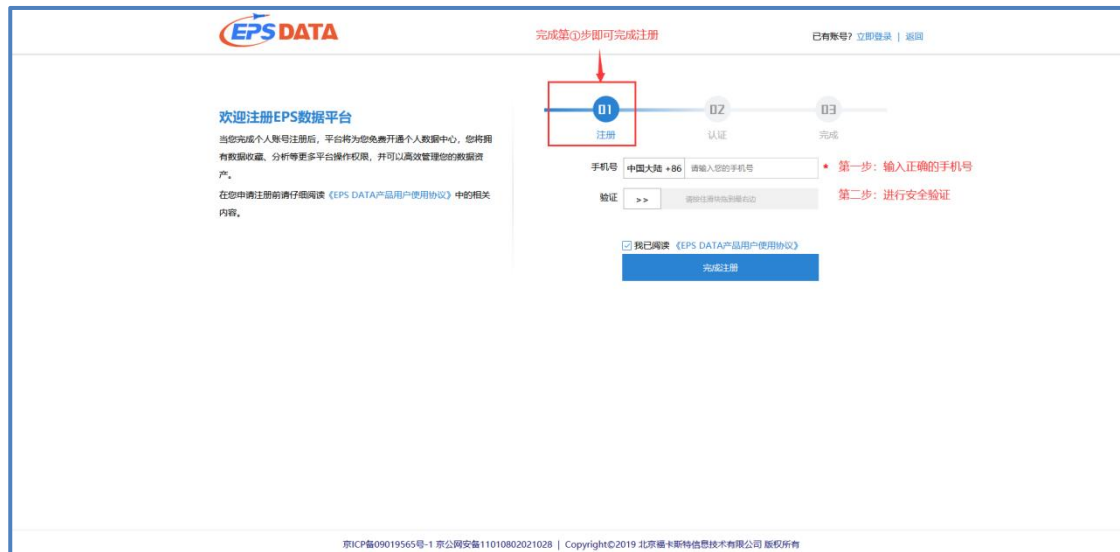 EPS DATA
完成第①步即可完成注册
已有账号? 立即登录 | 返回
欢迎注册EPS数据平台
当您完成个人账号注册后，平台将为您免费开通个人数据中心，您将拥
有数据收藏、分析等更多平台操作权限，并可以高效管理您的数据资
产。
在您申请注册前请仔细阅读《EPS DATA产品用户使用协议》中的相关
内容。
01 02 03
注册 认证 完成
手机号 中国大陆 +86 请输入您的手机号 * 第一步：输入正确的手机号
验证 >> 请按住滑块拖到最右边 第二步：进行安全验证
我已阅读《EPS DATA产品用户使用协议》
完成注册
京ICP备09019565号-1 京公网安备11010802021028 | Copyright©2019 北京福卡斯特信息技术有限公司 版权所有